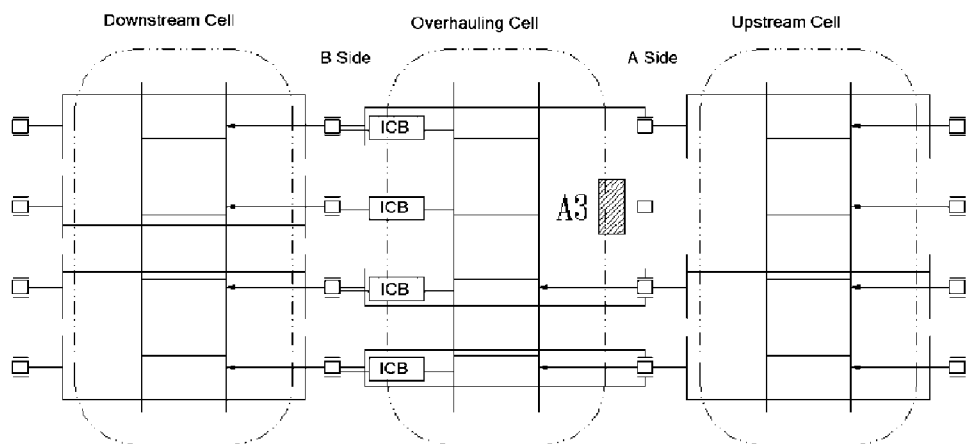 Downstream Cell
Overhauling Cell
Upstream Cell
B Side
A Side
ICB
ICB
A3
ICB
ICB